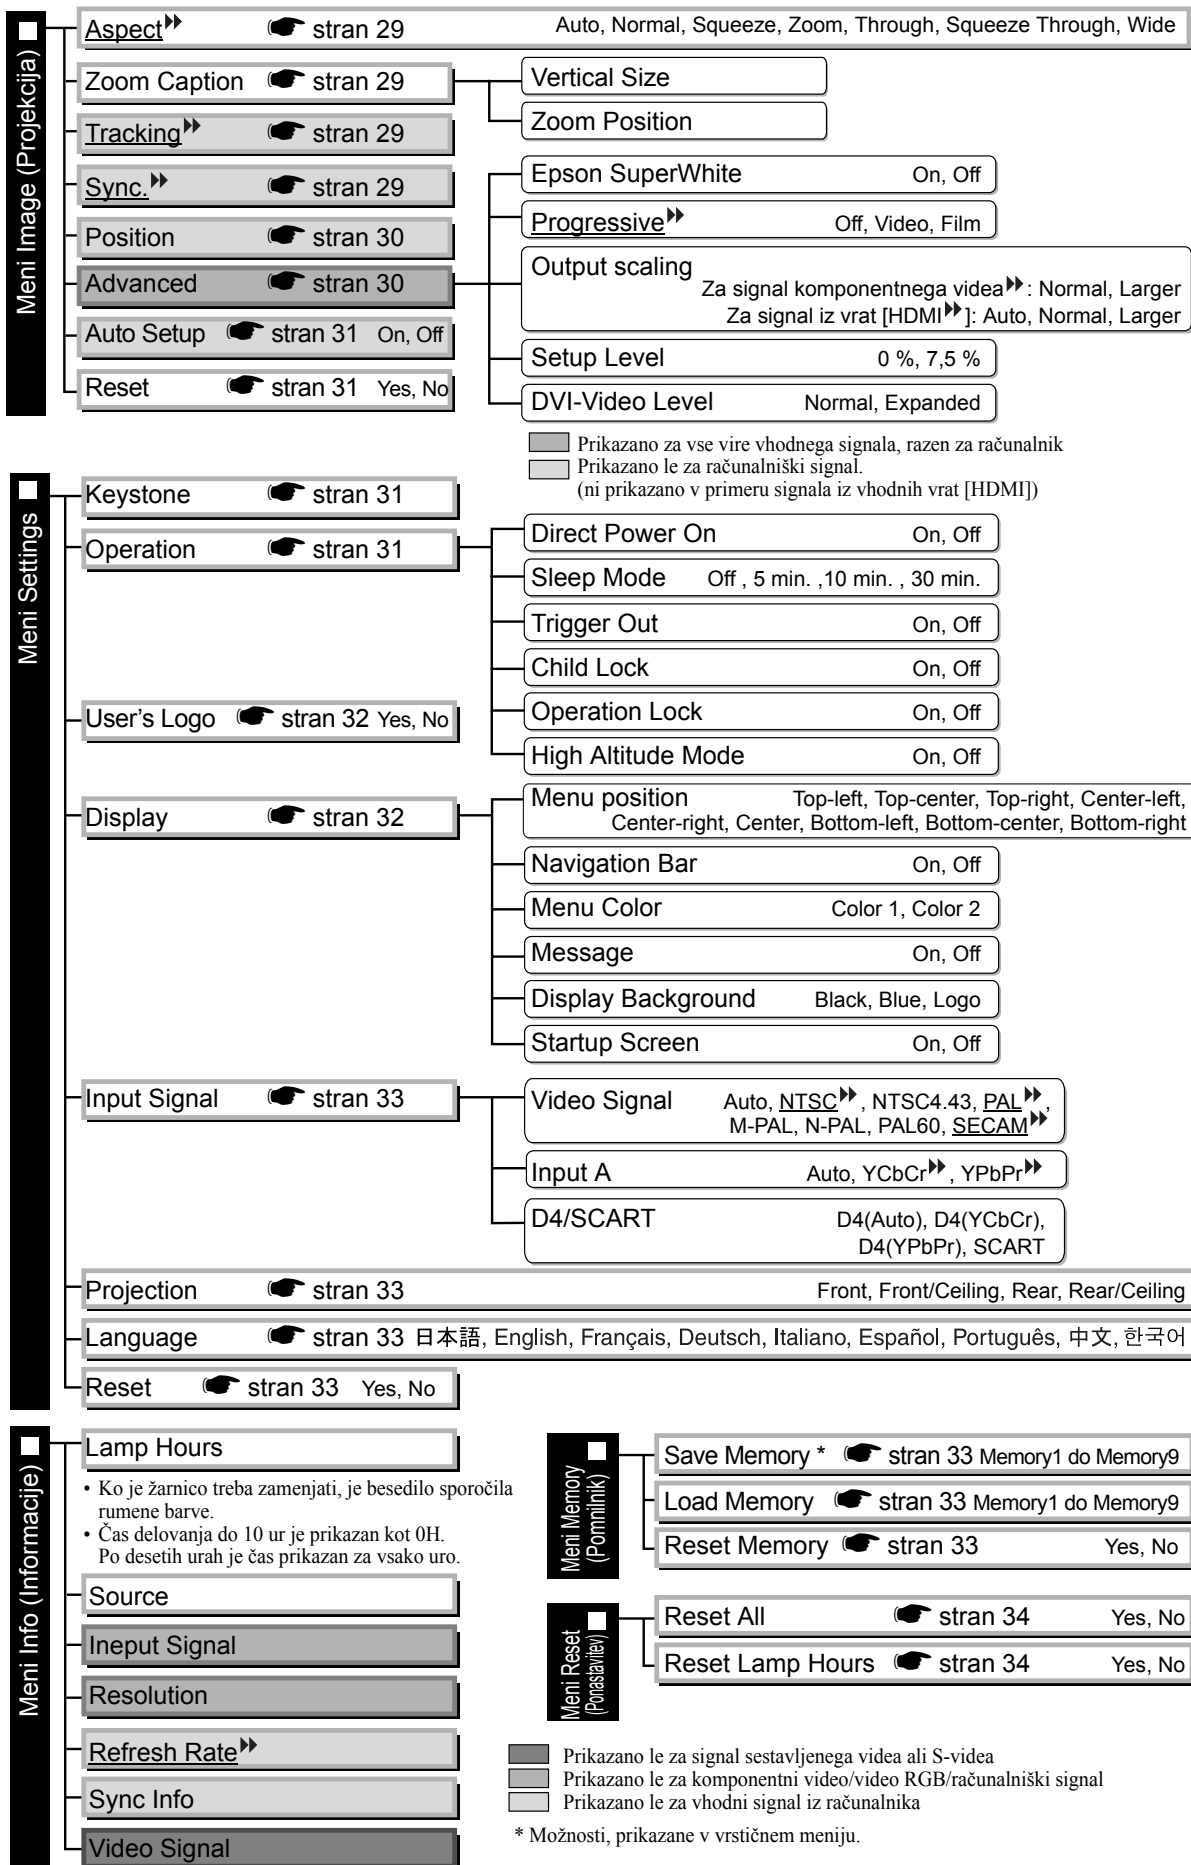 Meni Image (Projekcija)
Aspect stran 29 Auto, Normal, Squeeze, Zoom, Through, Squeeze Through, Wide
Zoom Caption stran 29
Vertical Size
Zoom Position
Tracking stran 29
Sync. stran 29
Position stran 30
Advanced stran 30
Epson SuperWhite On, Off
Progressive Off, Video, Film
Output scaling
Za signal komponentnega videa : Normal, Larger
Za signal iz vrat [HDMI ]: Auto, Normal, Larger
Setup Level 0 %, 7,5 %
DVI-Video Level Normal, Expanded
Auto Setup stran 31 On, Off
Reset stran 31 Yes, No
Prikazano za vse vire vhodnega signala, razen za računalnik
Prikazano le za računalniški signal.
(ni prikazano v primeru signala iz vhodnih vrat [HDMI])
Meni Settings
Keystone stran 31
Operation stran 31
Direct Power On On, Off
Sleep Mode Off , 5 min. ,10 min. , 30 min.
Trigger Out On, Off
Child Lock On, Off
Operation Lock On, Off
High Altitude Mode On, Off
User's Logo stran 32 Yes, No
Display stran 32
Menu position Top-left, Top-center, Top-right, Center-left,
Center-right, Center, Bottom-left, Bottom-center, Bottom-right
Navigation Bar On, Off
Menu Color Color 1, Color 2
Message On, Off
Display Background Black, Blue, Logo
Startup Screen On, Off
Input Signal stran 33
Video Signal Auto, NTSC , NTSC4.43, PAL ,
M-PAL, N-PAL, PAL60, SECAM
Input A Auto, YCbCr , YPbPr
D4/SCART D4(Auto), D4(YCbCr),
D4(YPbPr), SCART
Projection stran 33 Front, Front/Ceiling, Rear, Rear/Ceiling
Language stran 33 日本語, English, Français, Deutsch, Italiano, Español, Português, 中文, 한국어
Reset stran 33 Yes, No
Meni Info (Informacije)
Lamp Hours
• Ko je žarnico treba zamenjati, je besedilo sporočila
rumene barve.
• Čas delovanja do 10 ur je prikazan kot 0H.
Po desetih urah je čas prikazan za vsako uro.
Source
Ineput Signal
Resolution
Refresh Rate
Sync Info
Video Signal
Meni Memory
(Pomnilnik)
Save Memory * stran 33 Memory1 do Memory9
Load Memory stran 33 Memory1 do Memory9
Reset Memory stran 33 Yes, No
Meni Reset
(Ponastavitev)
Reset All stran 34 Yes, No
Reset Lamp Hours stran 34 Yes, No
Prikazano le za signal sestavljenega videa ali S-videa
Prikazano le za komponentni video/video RGB/računalniški signal
Prikazano le za vhodni signal iz računalnika
* Možnosti, prikazane v vrstičnem meniju.